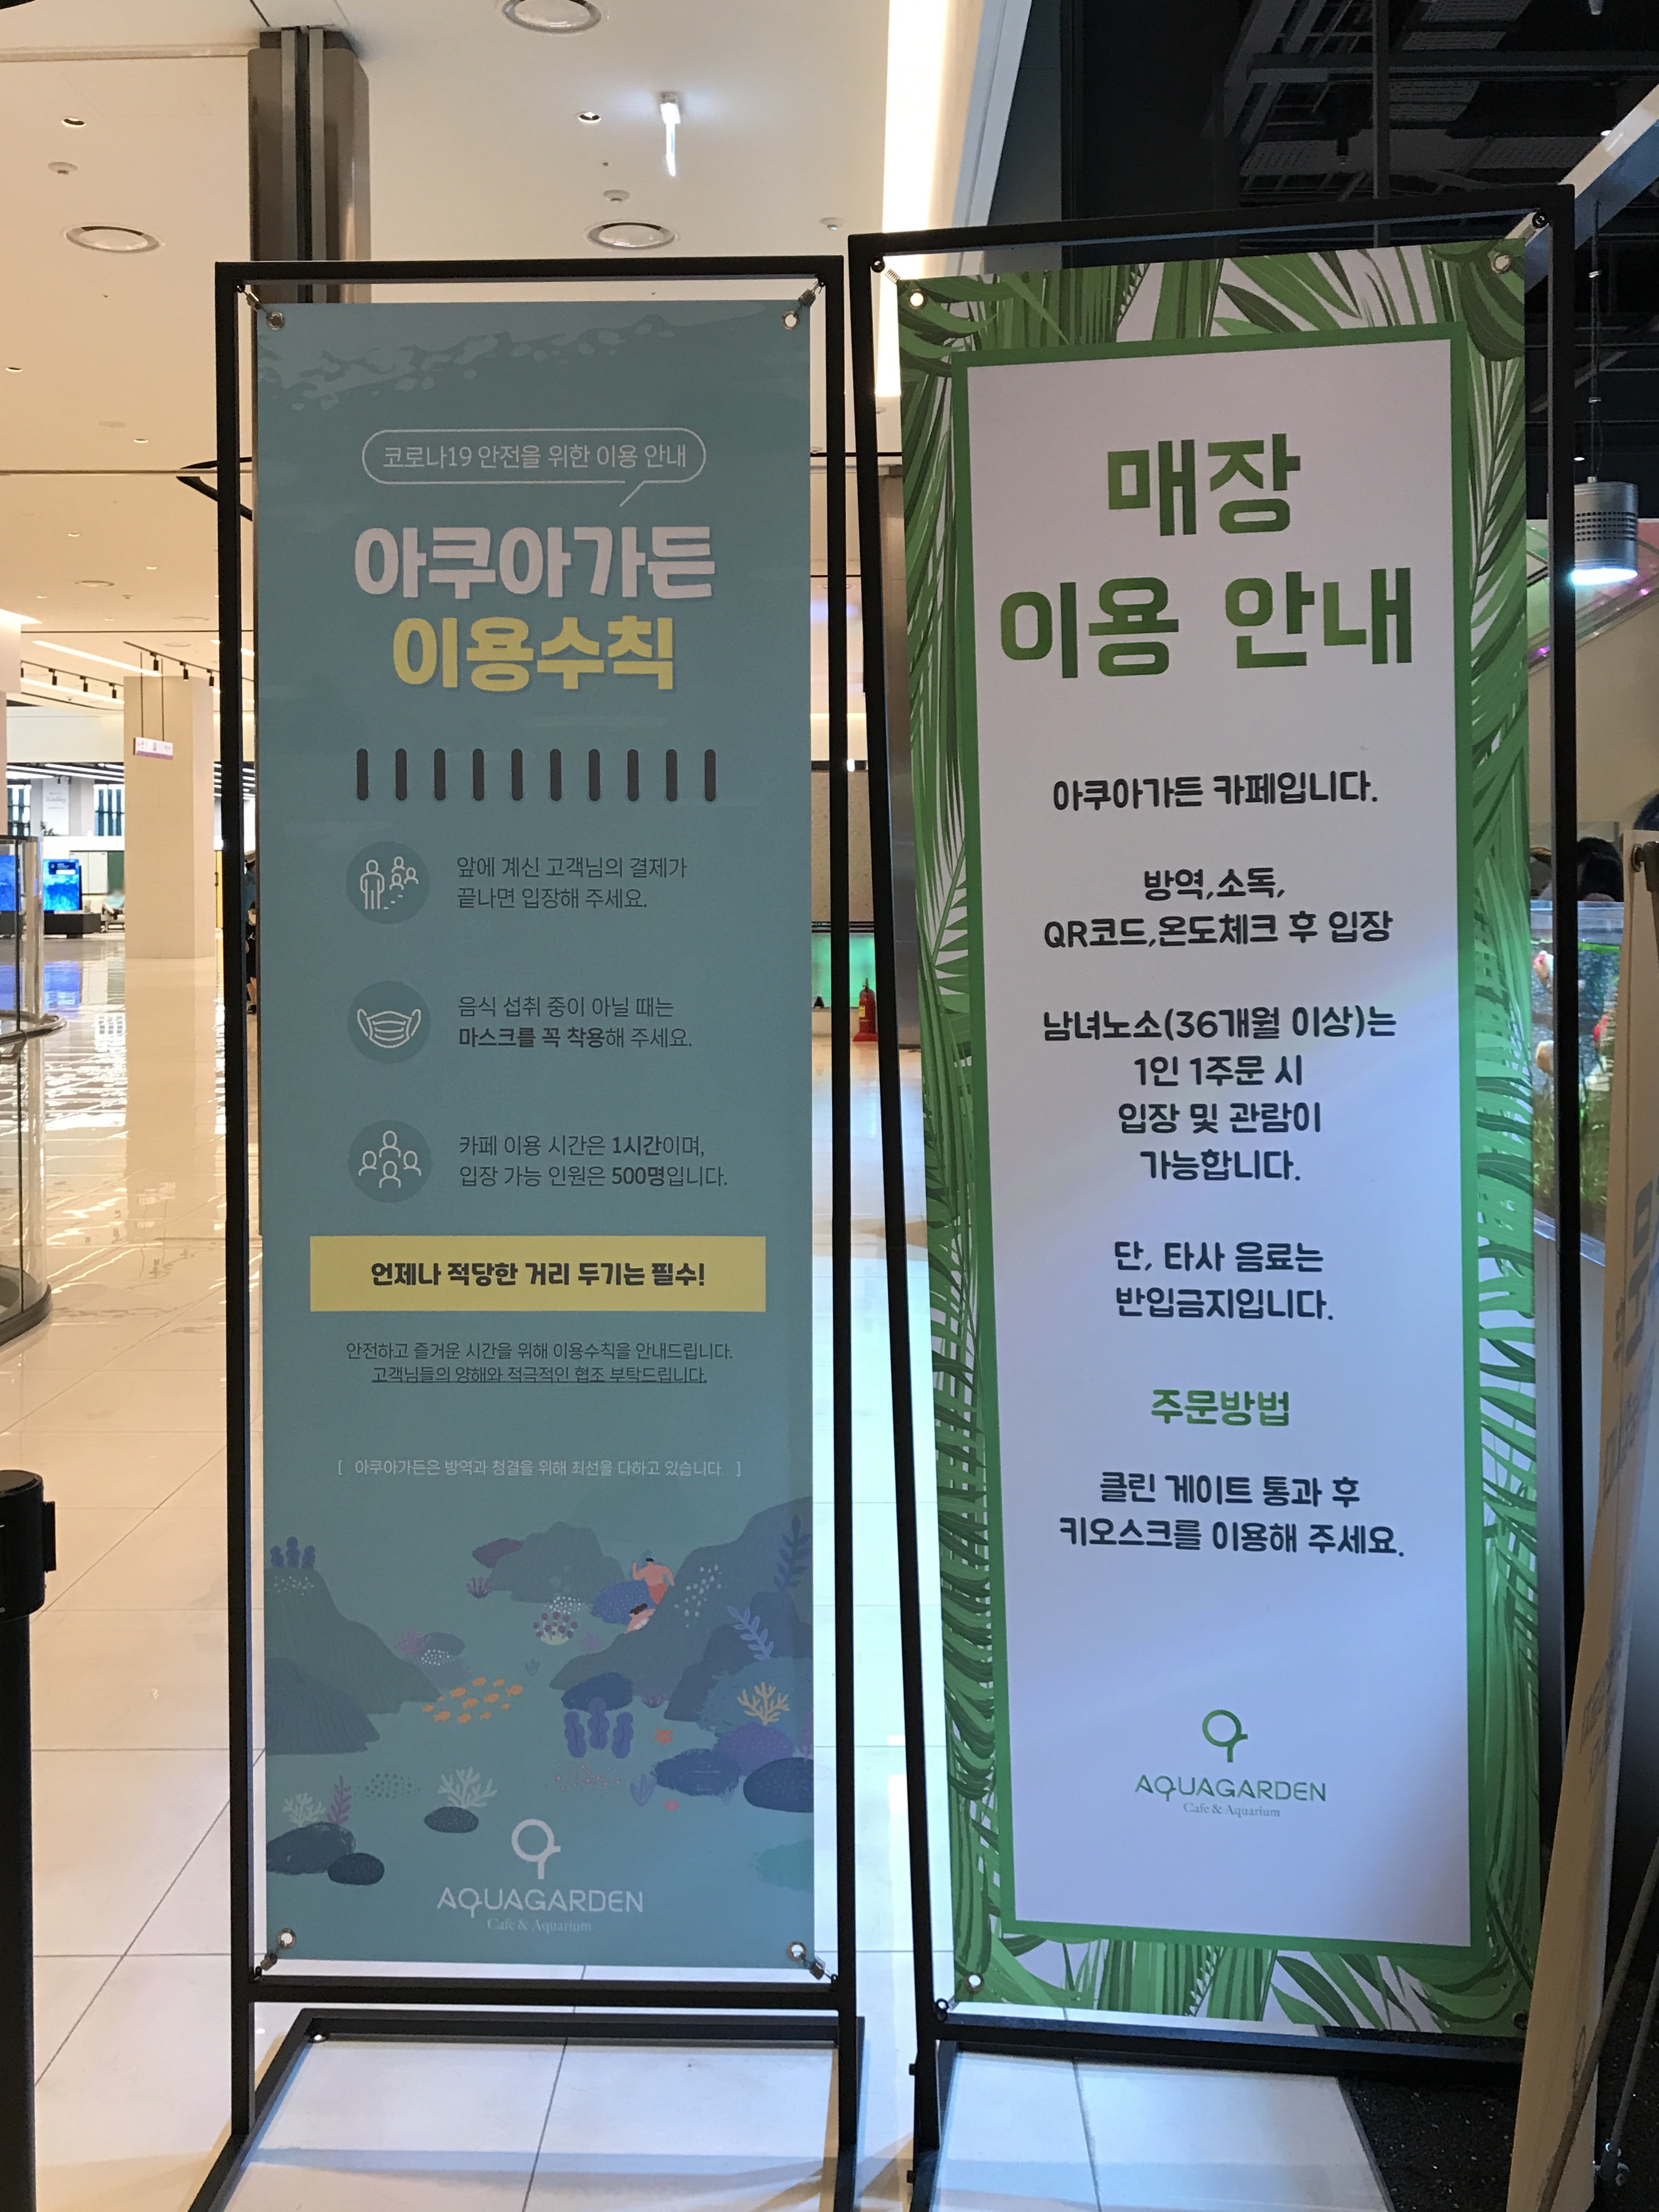 코로나19 안전을 위한 이용 안내
아쿠아가든
이용수칙
앞에 계신 고객님의 결제가
끝나면 입장해 주세요.
음식 섭취 중이 아닐 때는
마스크를 꼭 착용해 주세요.
카페 이용 시간은 1시간이며,
입장 가능 인원은 500명입니다.
언제나 적당한 거리 두기는 필수!
안전하고 즐거운 시간을 위해 이용수칙을 안내드립니다.
고객님들의 양해와 적극적인 협조 부탁드립니다.
[ 아쿠아가든은 방역과 청결을 위해 최선을 다하고 있습니다. ]
AQUAGARDEN
Cafe & Aquarium
매장
이용 안내
아쿠아가든 카페입니다.
방역,소독,
QR코드,온도체크 후 입장
남녀노소(36개월 이상)는
1인 1주문 시
입장 및 관람이
가능합니다.
단, 타사 음료는
반입금지입니다.
주문방법
클린 게이트 통과 후
키오스크를 이용해 주세요.
AQUAGARDEN
Cafe & Aquarium